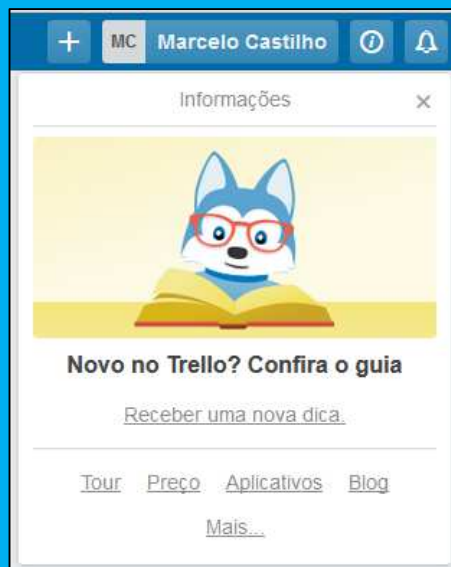 + MC Marcelo Castilho
Informações ×
Novo no Trello? Confira o guia
Receber uma nova dica.
Tour Preço Aplicativos Blog
Mais...